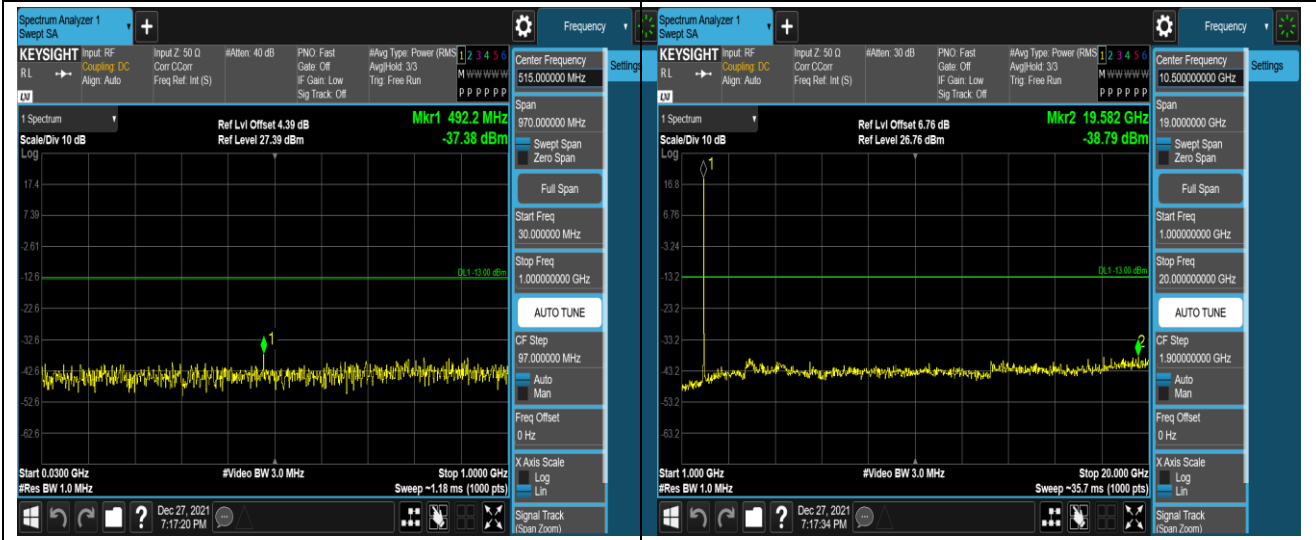 Spectrum Analyzer 1
Swept SA
+
Frequency
KEYSIGHT
Input: RF
Coupling: DC
Align: Auto
Input Z: 50 Ω
Corr CCorr
Freq Ref: Int (S)
#Atten: 40 dB
PNO: Fast
Gate: Off
IF Gain: Low
Sig Track: Off
#Avg Type: Power (RMS
Avg|Hold: 3/3
Trig: Free Run
1 2 3 4 5 6
M W W W W W
P P P P P P
RL
LXI
Center Frequency
515.000000 MHz
Settings
1 Spectrum
Scale/Div 10 dB
Log
Ref Lvl Offset 4.39 dB
Ref Level 27.39 dBm
Mkr1 492.2 MHz
-37.38 dBm
Span
970.000000 MHz
Swept Span
Zero Span
Full Span
Start Freq
30.000000 MHz
Stop Freq
1.000000000 GHz
AUTO TUNE
CF Step
97.000000 MHz
Auto
Man
Freq Offset
0 Hz
X Axis Scale
Log
Lin
Signal Track
(Span Zoom)
17.4
7.39
-2.61
-12.6
DL1 -13.00 dBm
-22.6
-32.6
1
-42.6
-52.6
-62.6
Start 0.0300 GHz
#Res BW 1.0 MHz
#Video BW 3.0 MHz
Stop 1.0000 GHz
Sweep ~1.18 ms (1000 pts)
?
Dec 27, 2021
7:17:20 PM
Spectrum Analyzer 1
Swept SA
+
Frequency
KEYSIGHT
Input: RF
Coupling: DC
Align: Auto
Input Z: 50 Ω
Corr CCorr
Freq Ref: Int (S)
#Atten: 30 dB
PNO: Fast
Gate: Off
IF Gain: Low
Sig Track: Off
#Avg Type: Power (RMS
Avg|Hold: 3/3
Trig: Free Run
1 2 3 4 5 6
M W W W W W
P P P P P P
RL
LXI
Center Frequency
10.500000000 GHz
Settings
1 Spectrum
Scale/Div 10 dB
Log
Ref Lvl Offset 6.76 dB
Ref Level 26.76 dBm
Mkr2 19.582 GHz
-38.79 dBm
Span
19.0000000 GHz
Swept Span
Zero Span
Full Span
Start Freq
1.000000000 GHz
Stop Freq
20.000000000 GHz
AUTO TUNE
CF Step
1.900000000 GHz
Auto
Man
Freq Offset
0 Hz
X Axis Scale
Log
Lin
Signal Track
(Span Zoom)
1
16.8
6.76
-3.24
-13.2
DL1 -13.00 dBm
-23.2
-33.2
2
-43.2
-53.2
-63.2
Start 1.000 GHz
#Res BW 1.0 MHz
#Video BW 3.0 MHz
Stop 20.000 GHz
Sweep ~35.7 ms (1000 pts)
?
Dec 27, 2021
7:17:34 PM